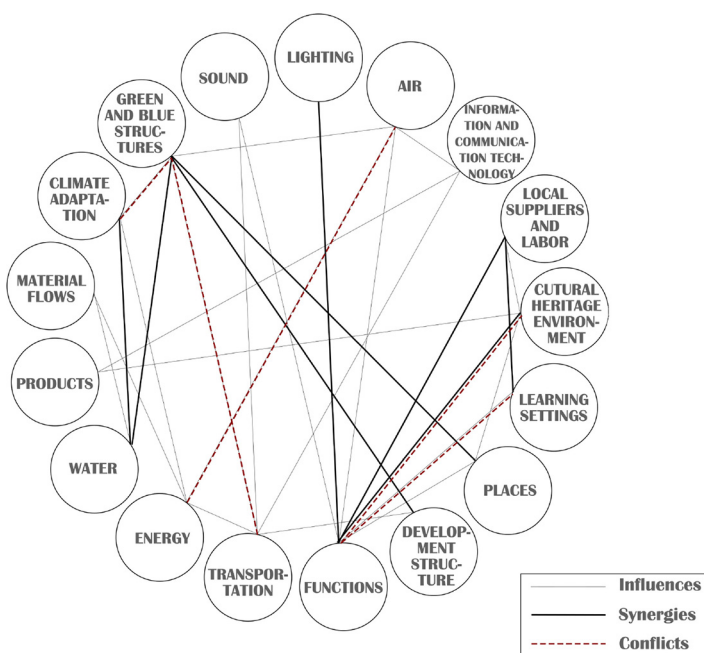 LIGHTING
SOUND
AIR
GREEN
AND BLUE
STRUC-
TURES
INFORMA-
TION AND
COMMUNICA-
TION TECH-
NOLOGY
CLIMATE
ADAPTA-
TION
LOCAL
SUPPLIERS
AND
LABOR
MATERIAL
FLOWS
CUTURAL
HERITAGE
ENVIRON-
MENT
PRODUCTS
LEARNING
SETTINGS
WATER
PLACES
ENERGY
DEVELOP-
MENT
STRUC-
TURE
TRANSPOR-
TATION
FUNCTIONS
Influences
Synergies
Conflicts